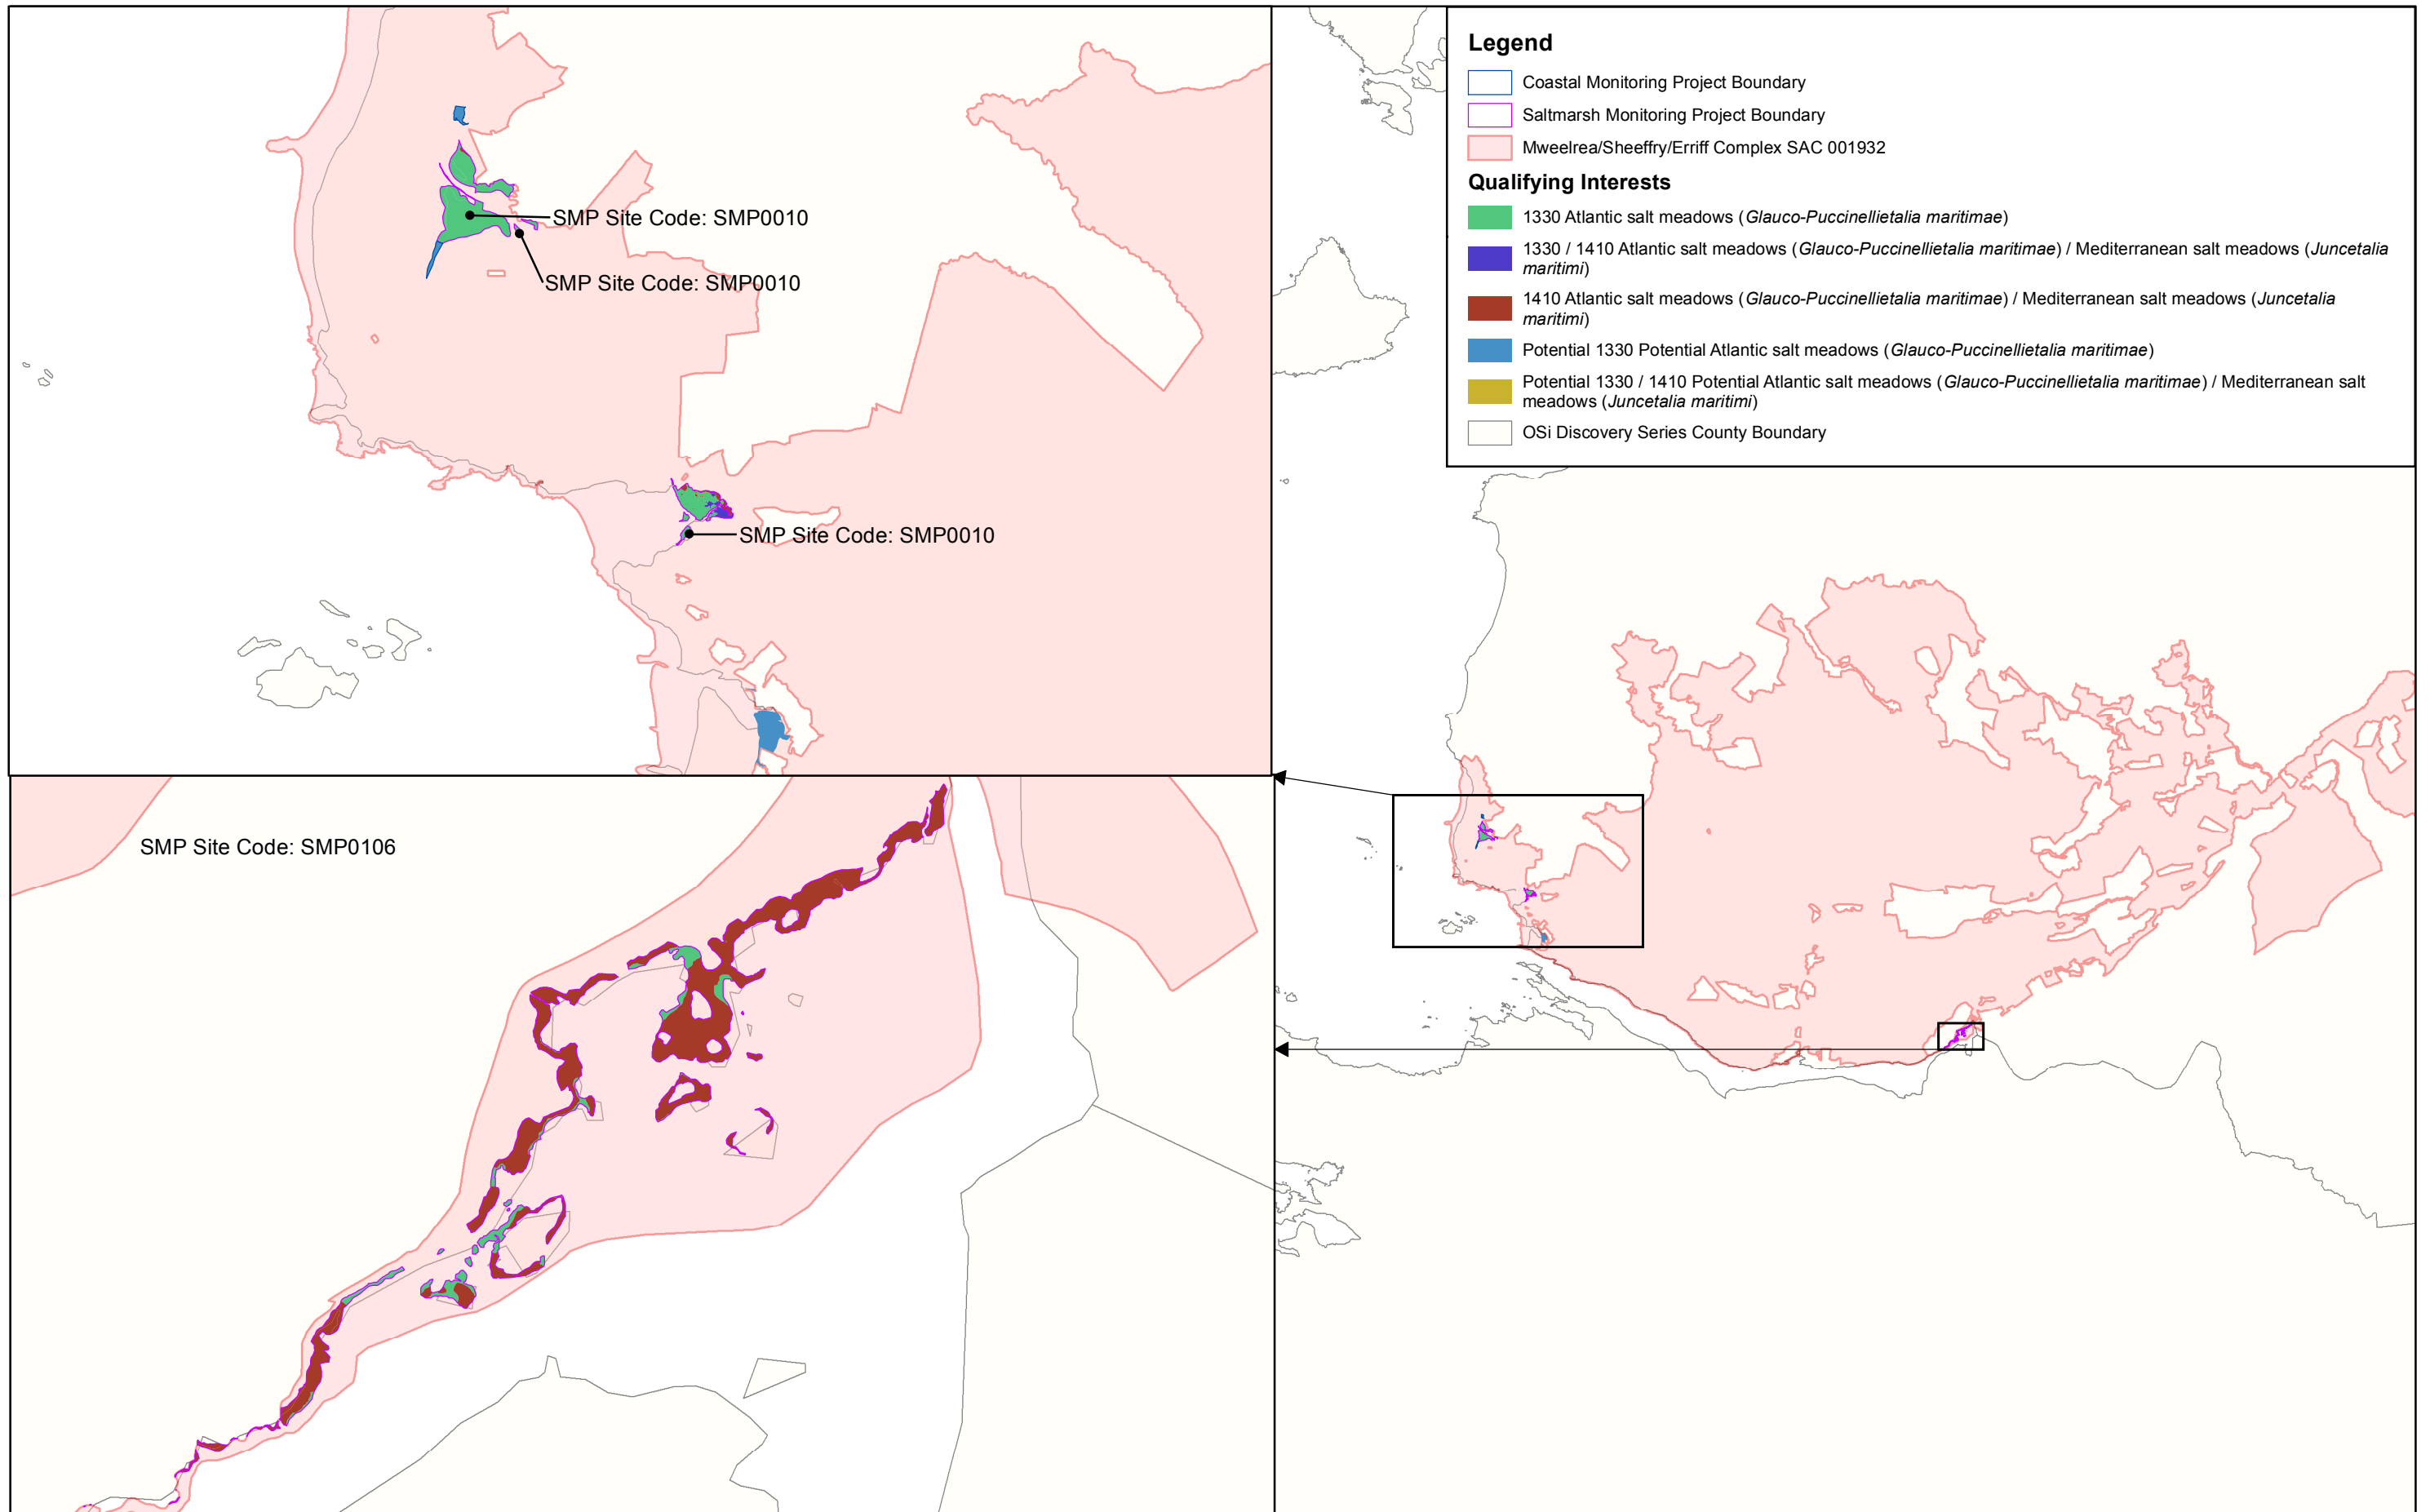 SMP Site Code: SMP0010
SMP Site Code: SMP0010
SMP Site Code: SMP0010
SMP Site Code: SMP0106
Legend
Coastal Monitoring Project Boundary
Saltmarsh Monitoring Project Boundary
Mweelrea/Sheeffry/Erriff Complex SAC 001932
Qualifying Interests
1330 Atlantic salt meadows (Glauco-Puccinellietalia maritimae)
1330 / 1410 Atlantic salt meadows (Glauco-Puccinellietalia maritimae) / Mediterranean salt meadows (Juncetalia
maritimi)
1410 Atlantic salt meadows (Glauco-Puccinellietalia maritimae) / Mediterranean salt meadows (Juncetalia
maritimi)
Potential 1330 Potential Atlantic salt meadows (Glauco-Puccinellietalia maritimae)
Potential 1330 / 1410 Potential Atlantic salt meadows (Glauco-Puccinellietalia maritimae) / Mediterranean salt
meadows (Juncetalia maritimi)
OSi Discovery Series County Boundary